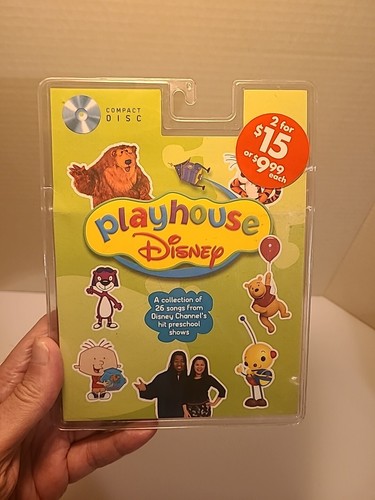 COMPACT
DISC
2 for
$15
or $9.99
each
playhouse
Disney
A collection of
26 songs from
Disney Channel's
hit preschool
shows